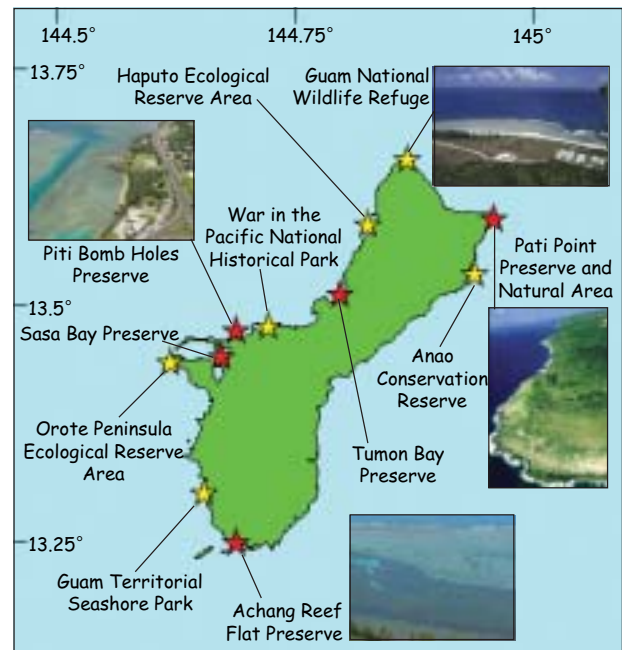 144.5°
144.75°
145°
13.75°
Haputo Ecological
Reserve Area
Guam National
Wildlife Refuge
War in the
Pacific National
Historical Park
Piti Bomb Holes
Preserve
Pati Point
Preserve and
Natural Area
13.5°
Sasa Bay Preserve
Anao
Conservation
Reserve
Orote Peninsula
Ecological Reserve
Area
Tumon Bay
Preserve
13.25°
Guam Territorial
Seashore Park
Achang Reef
Flat Preserve